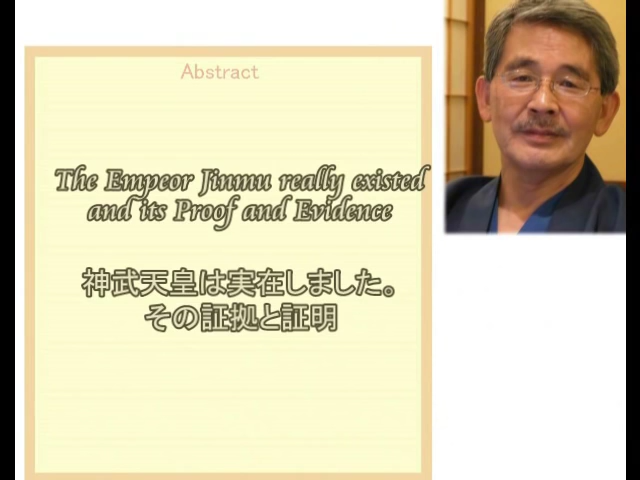 Abstract
The Empeor Jinmu really existed
and its Proof and Evidence
神武天皇は実在しました。
その証拠と証明